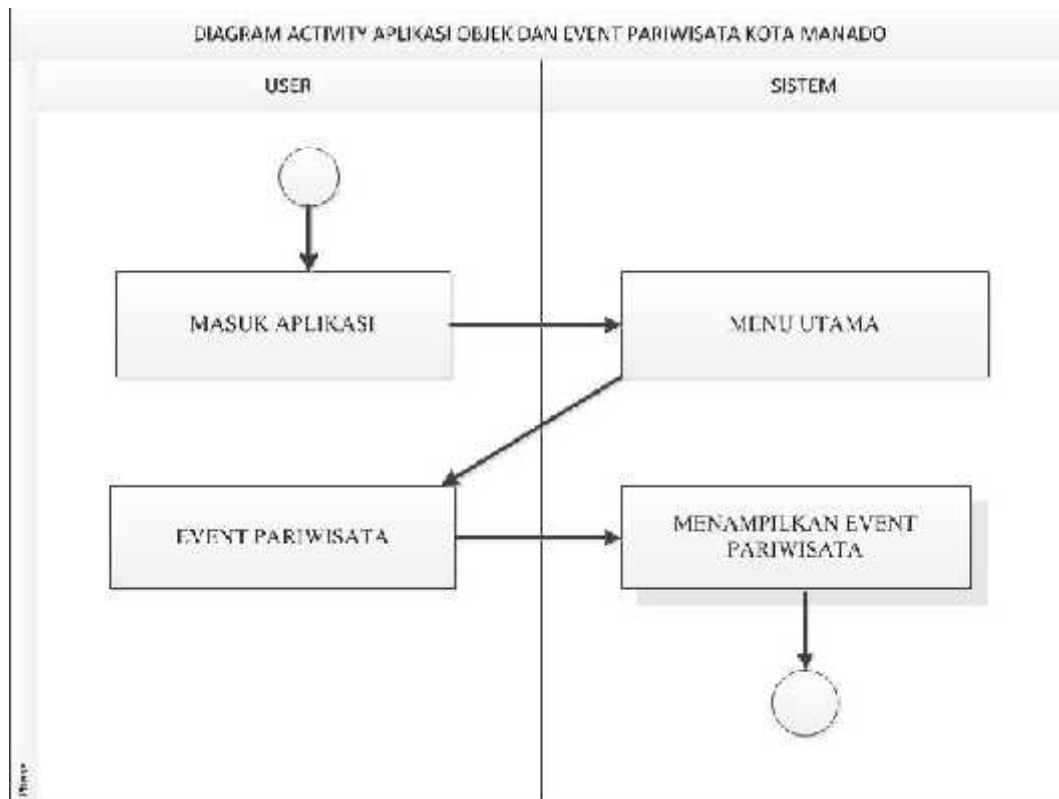 DIAGRAM ACTIVITY APLIKASI OBJEK DAN EVENT PARIWISATA KOTA MANADO
USER
SISTEM
MASUK APLIKASI
MENU UTAMA
EVENT PARIWISATA
MENAMPILKAN EVENT
PARIWISATA
Phase